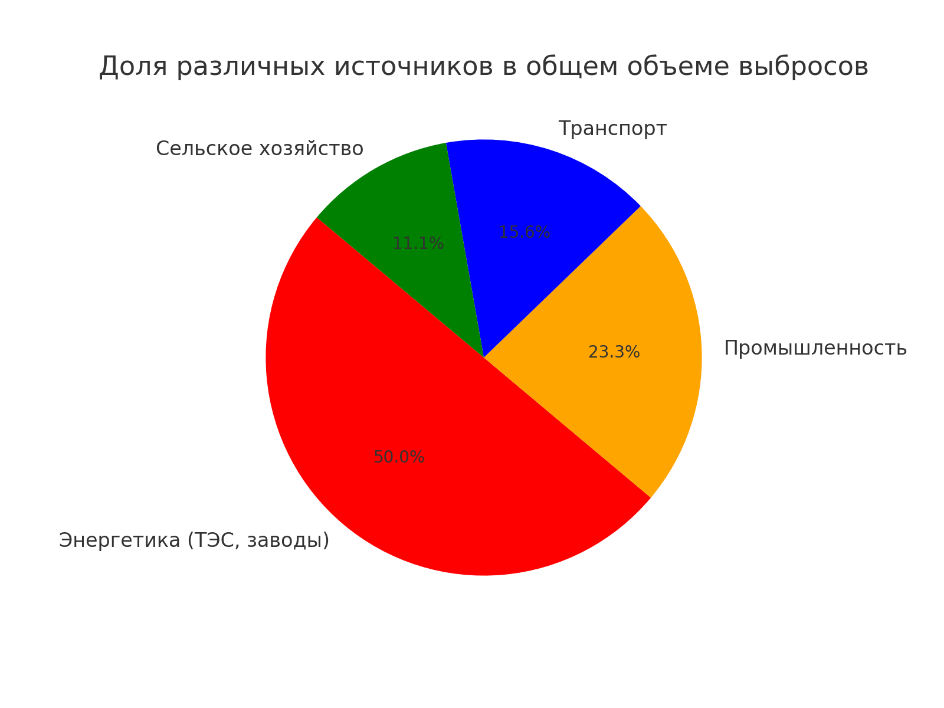 Доля различных источников в общем объеме выбросов
Транспорт
Сельское хозяйство
15.6%
11.1%
Промышленность
23.3%
50.0%
Энергетика (ТЭС, заводы)